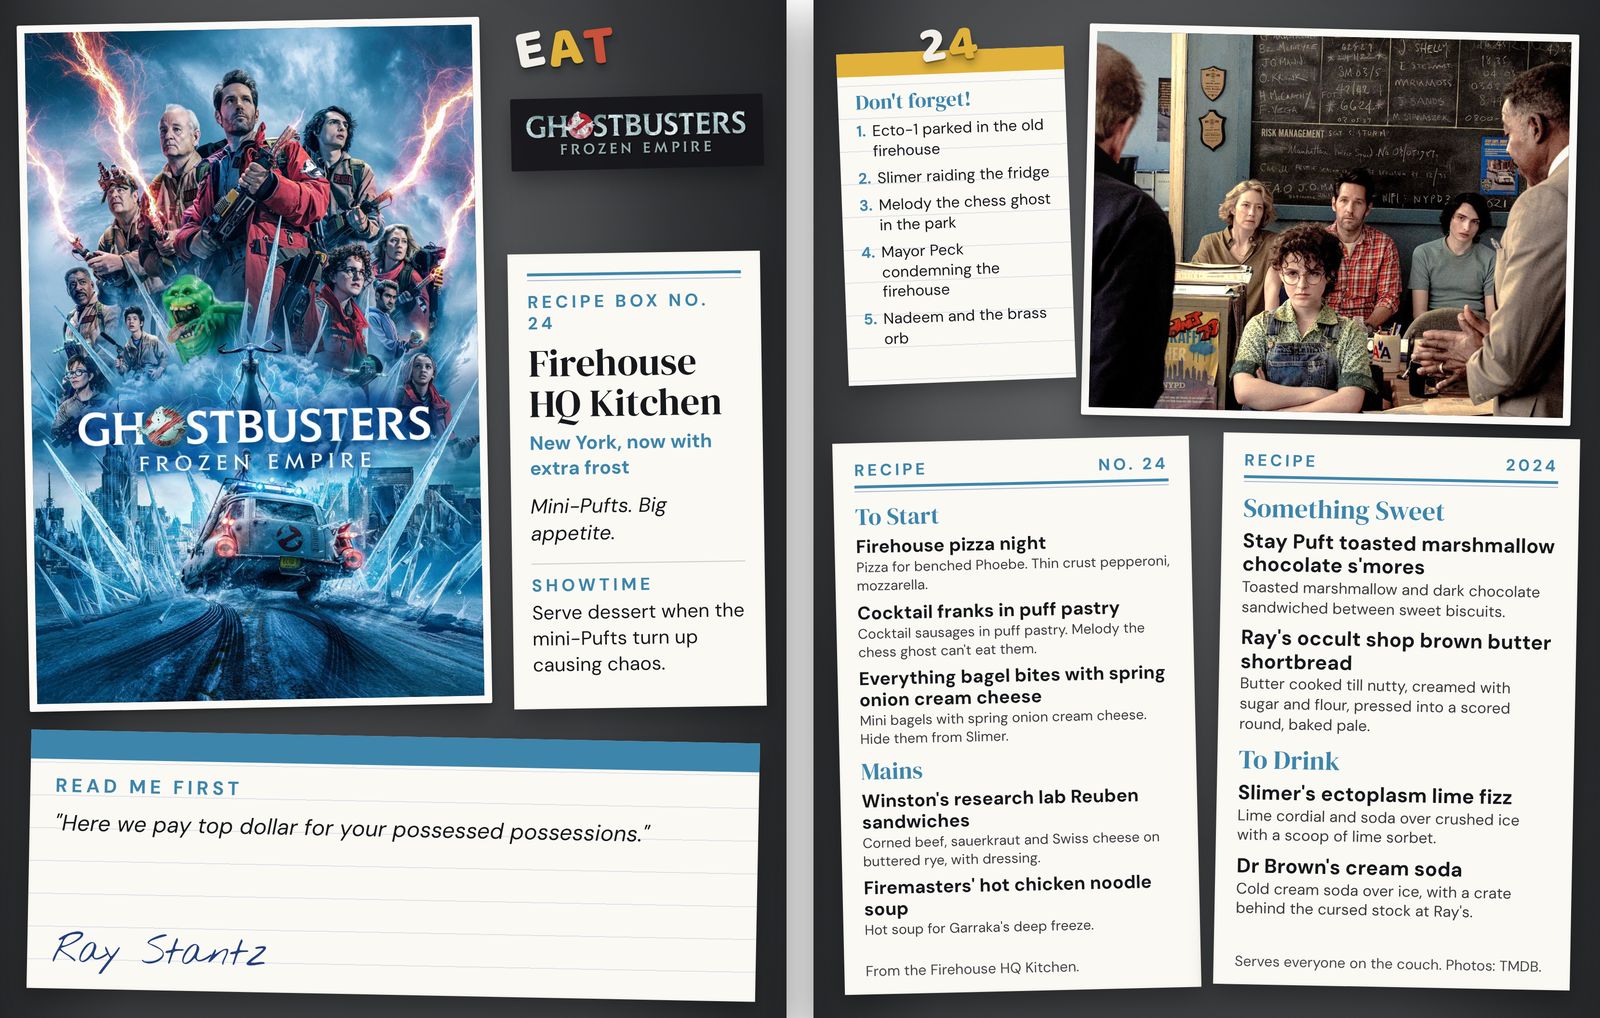 EAT
GHOSTBUSTERS
FROZEN EMPIRE
GHOSTBUSTERS
FROZEN EMPIRE
RECIPE BOX NO.
24
Firehouse
HQ Kitchen
New York, now with
extra frost
Mini-Pufts. Big
appetite.
SHOWTIME
Serve dessert when the
mini-Pufts turn up
causing chaos.
READ ME FIRST
"Here we pay top dollar for your possessed possessions."
Ray Stantz
24
Don't forget!
1. Ecto-1 parked in the old
firehouse
2. Slimer raiding the fridge
3. Melody the chess ghost
in the park
4. Mayor Peck
condemning the
firehouse
5. Nadeem and the brass
orb
RISK MANAGEMENT
NYPD
RECIPE NO. 24
To Start
Firehouse pizza night
Pizza for benched Phoebe. Thin crust pepperoni,
mozzarella.
Cocktail franks in puff pastry
Cocktail sausages in puff pastry. Melody the
chess ghost can't eat them.
Everything bagel bites with spring
onion cream cheese
Mini bagels with spring onion cream cheese.
Hide them from Slimer.
Mains
Winston's research lab Reuben
sandwiches
Corned beef, sauerkraut and Swiss cheese on
buttered rye, with dressing.
Firemasters' hot chicken noodle
soup
Hot soup for Garraka's deep freeze.
From the Firehouse HQ Kitchen.
RECIPE 2024
Something Sweet
Stay Puft toasted marshmallow
chocolate s'mores
Toasted marshmallow and dark chocolate
sandwiched between sweet biscuits.
Ray's occult shop brown butter
shortbread
Butter cooked till nutty, creamed with
sugar and flour, pressed into a scored
round, baked pale.
To Drink
Slimer's ectoplasm lime fizz
Lime cordial and soda over crushed ice
with a scoop of lime sorbet.
Dr Brown's cream soda
Cold cream soda over ice, with a crate
behind the cursed stock at Ray's.
Serves everyone on the couch. Photos: TMDB.